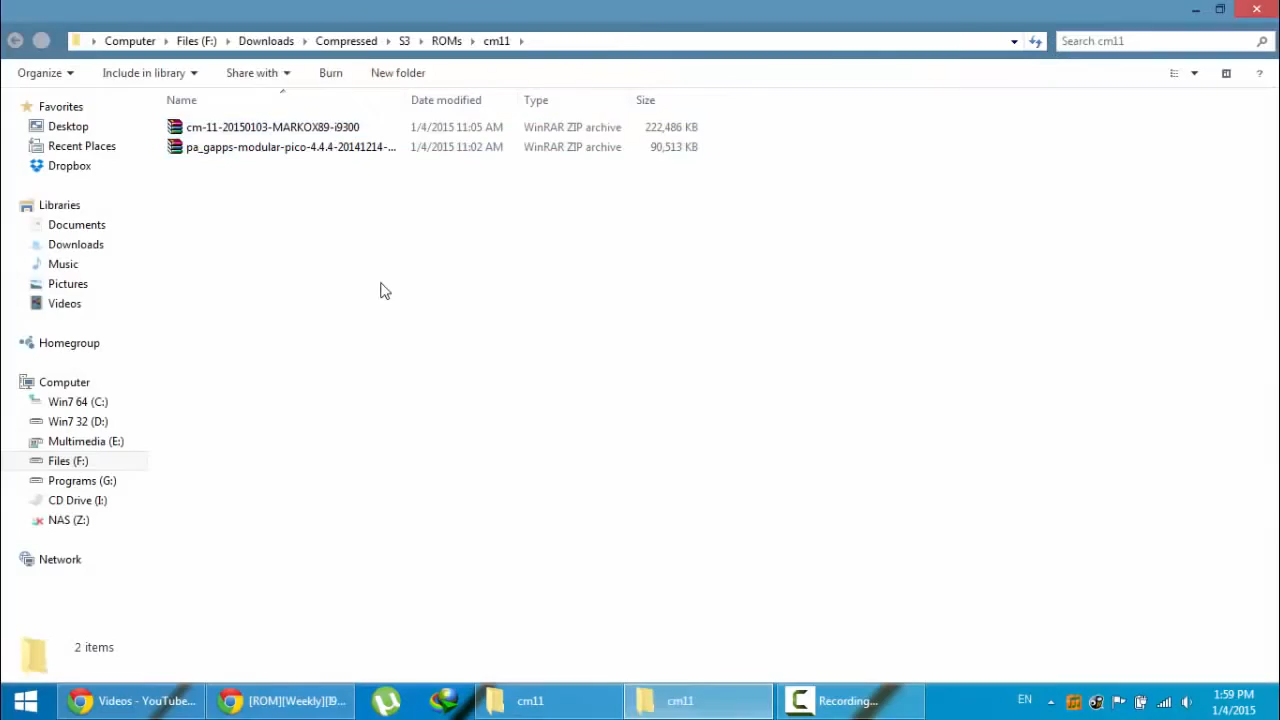 Computer Files (F:) Downloads Compressed S3 ROMs cm11
Search cm11
Organize Include in library Share with Burn New folder
Name Date modified Type Size
cm-11-20150103-MARKOX89-i9300 1/4/2015 11:05 AM WinRAR ZIP archive 222,486 KB
pa_gapps-modular-pico-4.4.4-20141214-... 1/4/2015 11:02 AM WinRAR ZIP archive 90,513 KB
Favorites
Desktop
Recent Places
Dropbox
Libraries
Documents
Downloads
Music
Pictures
Videos
Homegroup
Computer
Win7 64 (C:)
Win7 32 (D:)
Multimedia (E:)
Files (F:)
Programs (G:)
CD Drive (I:)
NAS (Z:)
Network
2 items
Videos - YouTube...
[ROM][Weekly][I9...
cm11
cm11
Recording...
EN
1:59 PM
1/4/2015